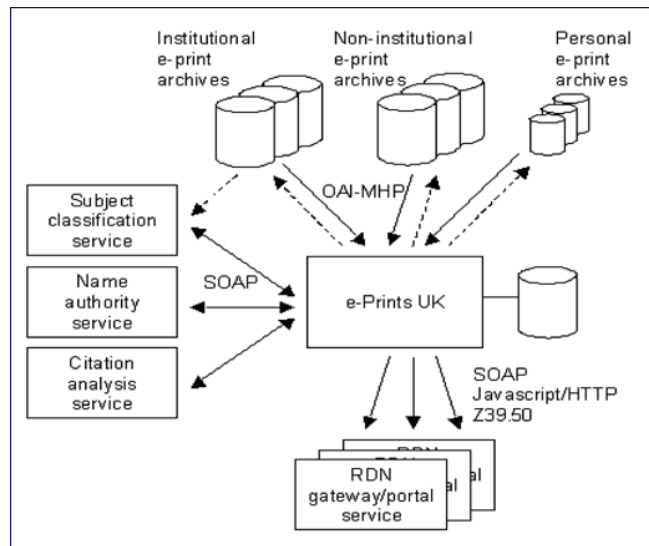 Institutional
e-print
archives
Non-institutional
e-print
archives
Personal
e-print
archives
OAI-MHP
Subject
classification
service
Name
authority
service
Citation
analysis
service
SOAP
e-Prints UK
SOAP
Javascript/HTTP
Z39.50
RDN
gateway/portal
service